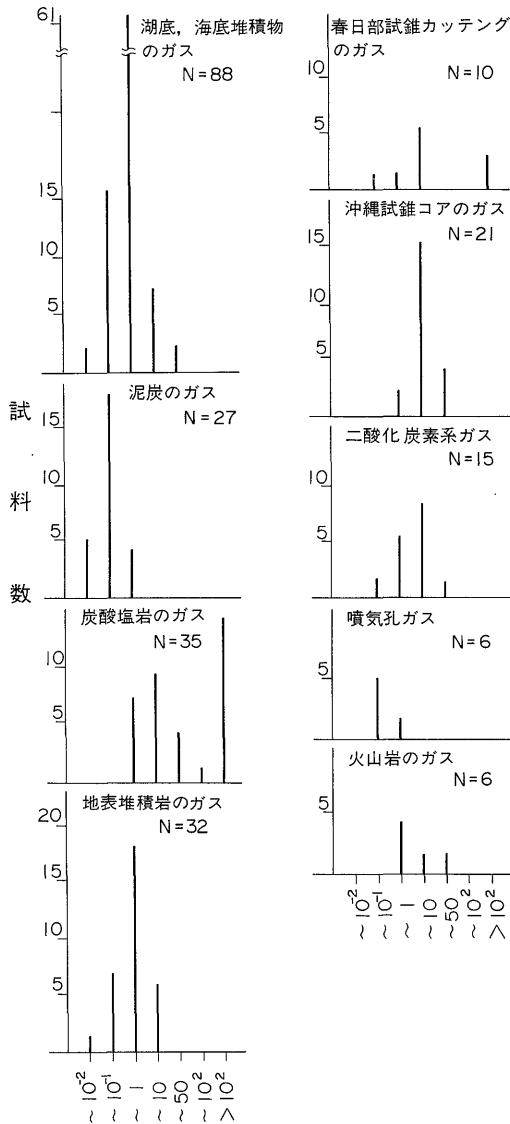 湖底，海底堆積物
のガス
N=88
61
15
10
5
泥炭のガス
N=27
15
10
5
試
料
数
炭酸塩岩のガス
N=35
10
5
地表堆積岩のガス
N=32
20
15
10
5
~10⁻²
~10⁻¹
~1
~10
~50
~10²
>10²
春日部試錐カッテング
のガス
N=10
10
5
沖縄試錐コアのガス
N=21
15
10
5
二酸化炭素系ガス
N=15
10
5
噴気孔ガス
N=6
5
火山岩のガス
N=6
5
~10⁻²
~10⁻¹
~1
~10
~50
~10²
>10²